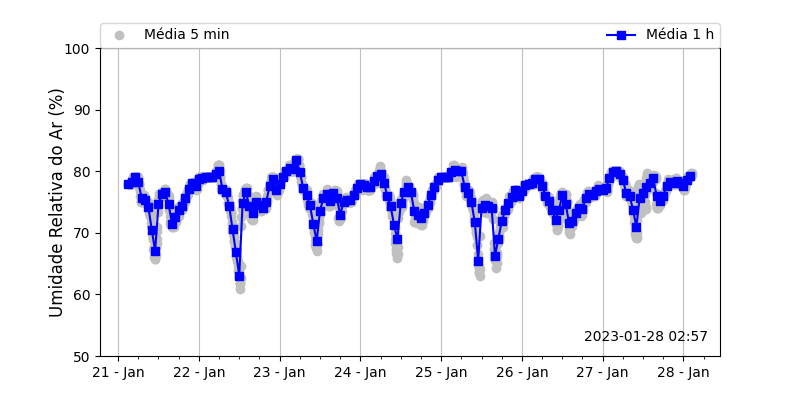 Média 5 min
Média 1 h
100
90
80
70
60
50
Umidade Relativa do Ar (%)
2023-01-28 02:57
21 - Jan
22 - Jan
23 - Jan
24 - Jan
25 - Jan
26 - Jan
27 - Jan
28 - Jan